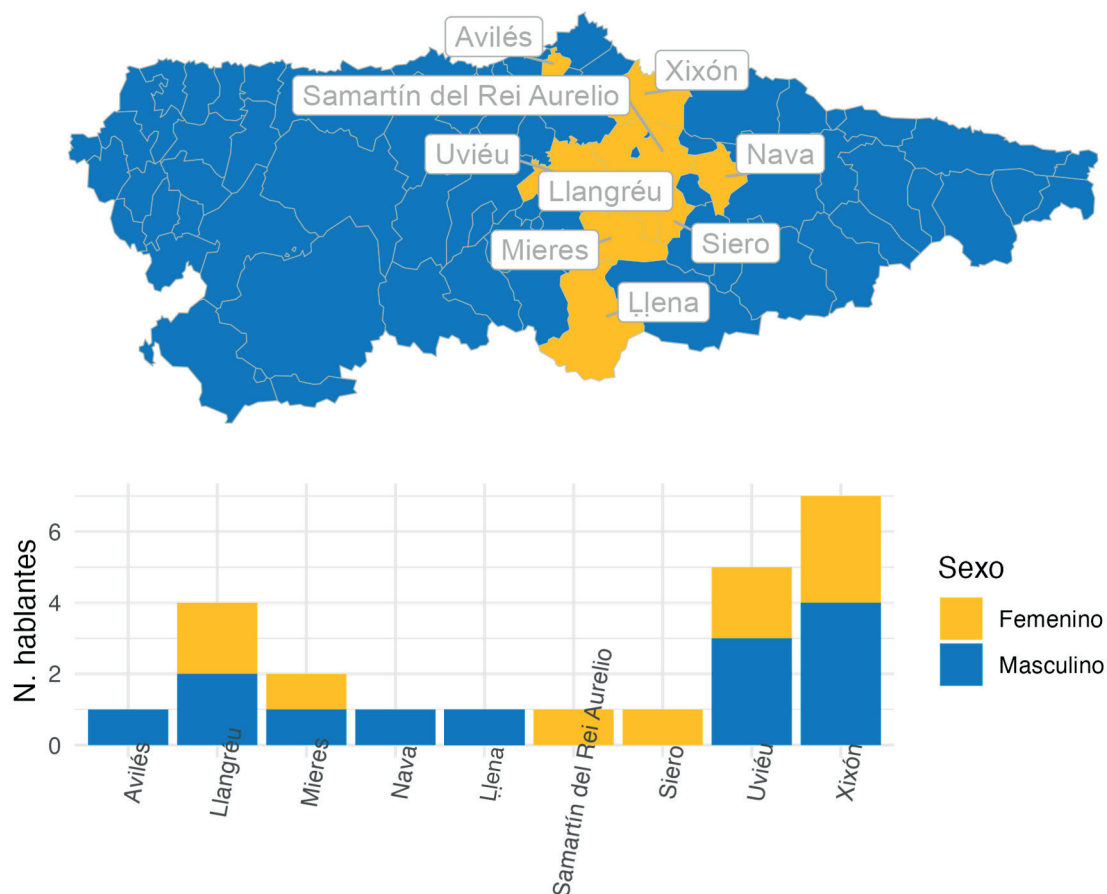 Avilés
Xixón
Samartín del Rei Aurelio
Uviéu
Nava
Llangréu
Siero
Mieres
Ḷḷena
N. hablantes
6
4
2
0
Avilés
Llangréu
Mieres
Nava
Ḷḷena
Samartín del Rei Aurelio
Siero
Uviéu
Xixón
Sexo
Femenino
Masculino